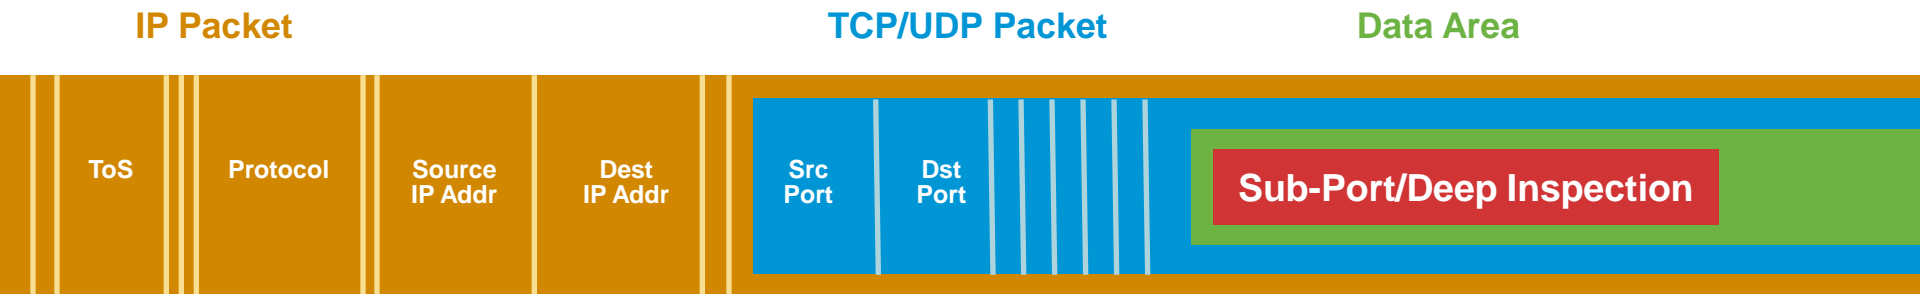 IP Packet
TCP/UDP Packet
Data Area
ToS
Protocol
Source
IP Addr
Dest
IP Addr
Src
Port
Dst
Port
Sub-Port/Deep Inspection